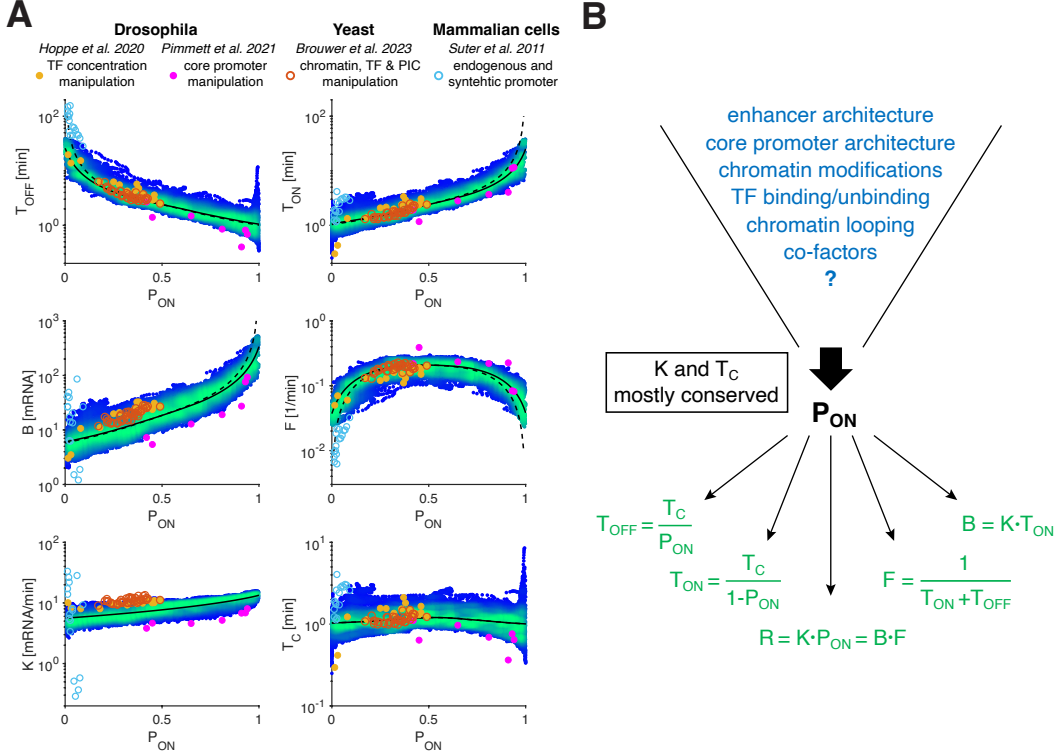 A
Drosophila
Yeast
Mammalian cells
Hoppe et al. 2020
Pimmett et al. 2021
Brouwer et al. 2023
Suter et al. 2011
TF concentration
manipulation
core promoter
manipulation
chromatin, TF & PIC
manipulation
endogenous and
syntehtic promoter
T_OFF [min]
10^2
10^0
0
0.5
1
P_ON
T_ON [min]
10^2
10^0
0
0.5
1
P_ON
B [mRNA]
10^3
10^2
10^1
10^0
0
0.5
1
P_ON
F [1/min]
10^0
10^-1
10^-2
0
0.5
1
P_ON
K [mRNA/min]
10^2
10^1
10^0
0
0.5
1
P_ON
T_C [min]
10^1
10^0
10^-1
0
0.5
1
P_ON
B
enhancer architecture
core promoter architecture
chromatin modifications
TF binding/unbinding
chromatin looping
co-factors
?
K and T_C
mostly conserved
P_ON
T_OFF = T_C / P_ON
T_ON = T_C / 1-P_ON
R = K·P_ON = B·F
F = 1 / T_ON + T_OFF
B = K·T_ON